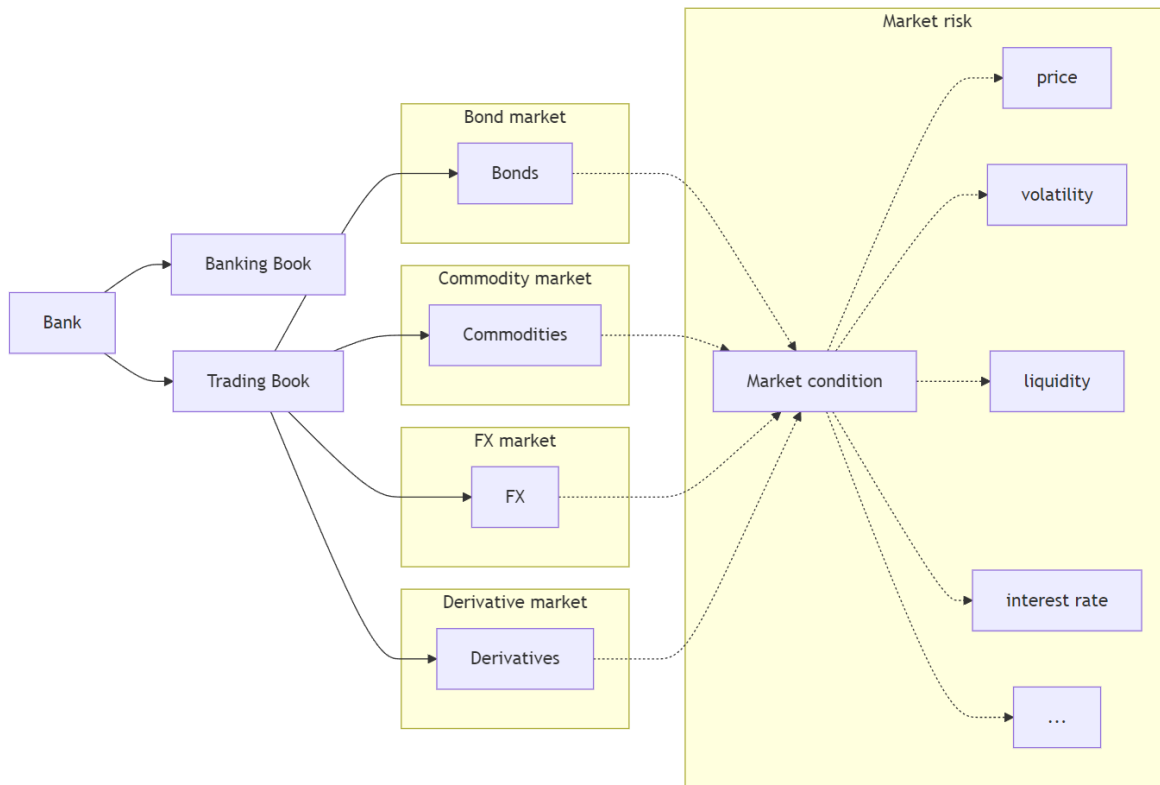 Market risk
price
Bond market
Bonds
volatility
Banking Book
Commodity market
Bank
Commodities
Trading Book
Market condition
liquidity
FX market
FX
Derivative market
interest rate
Derivatives
...